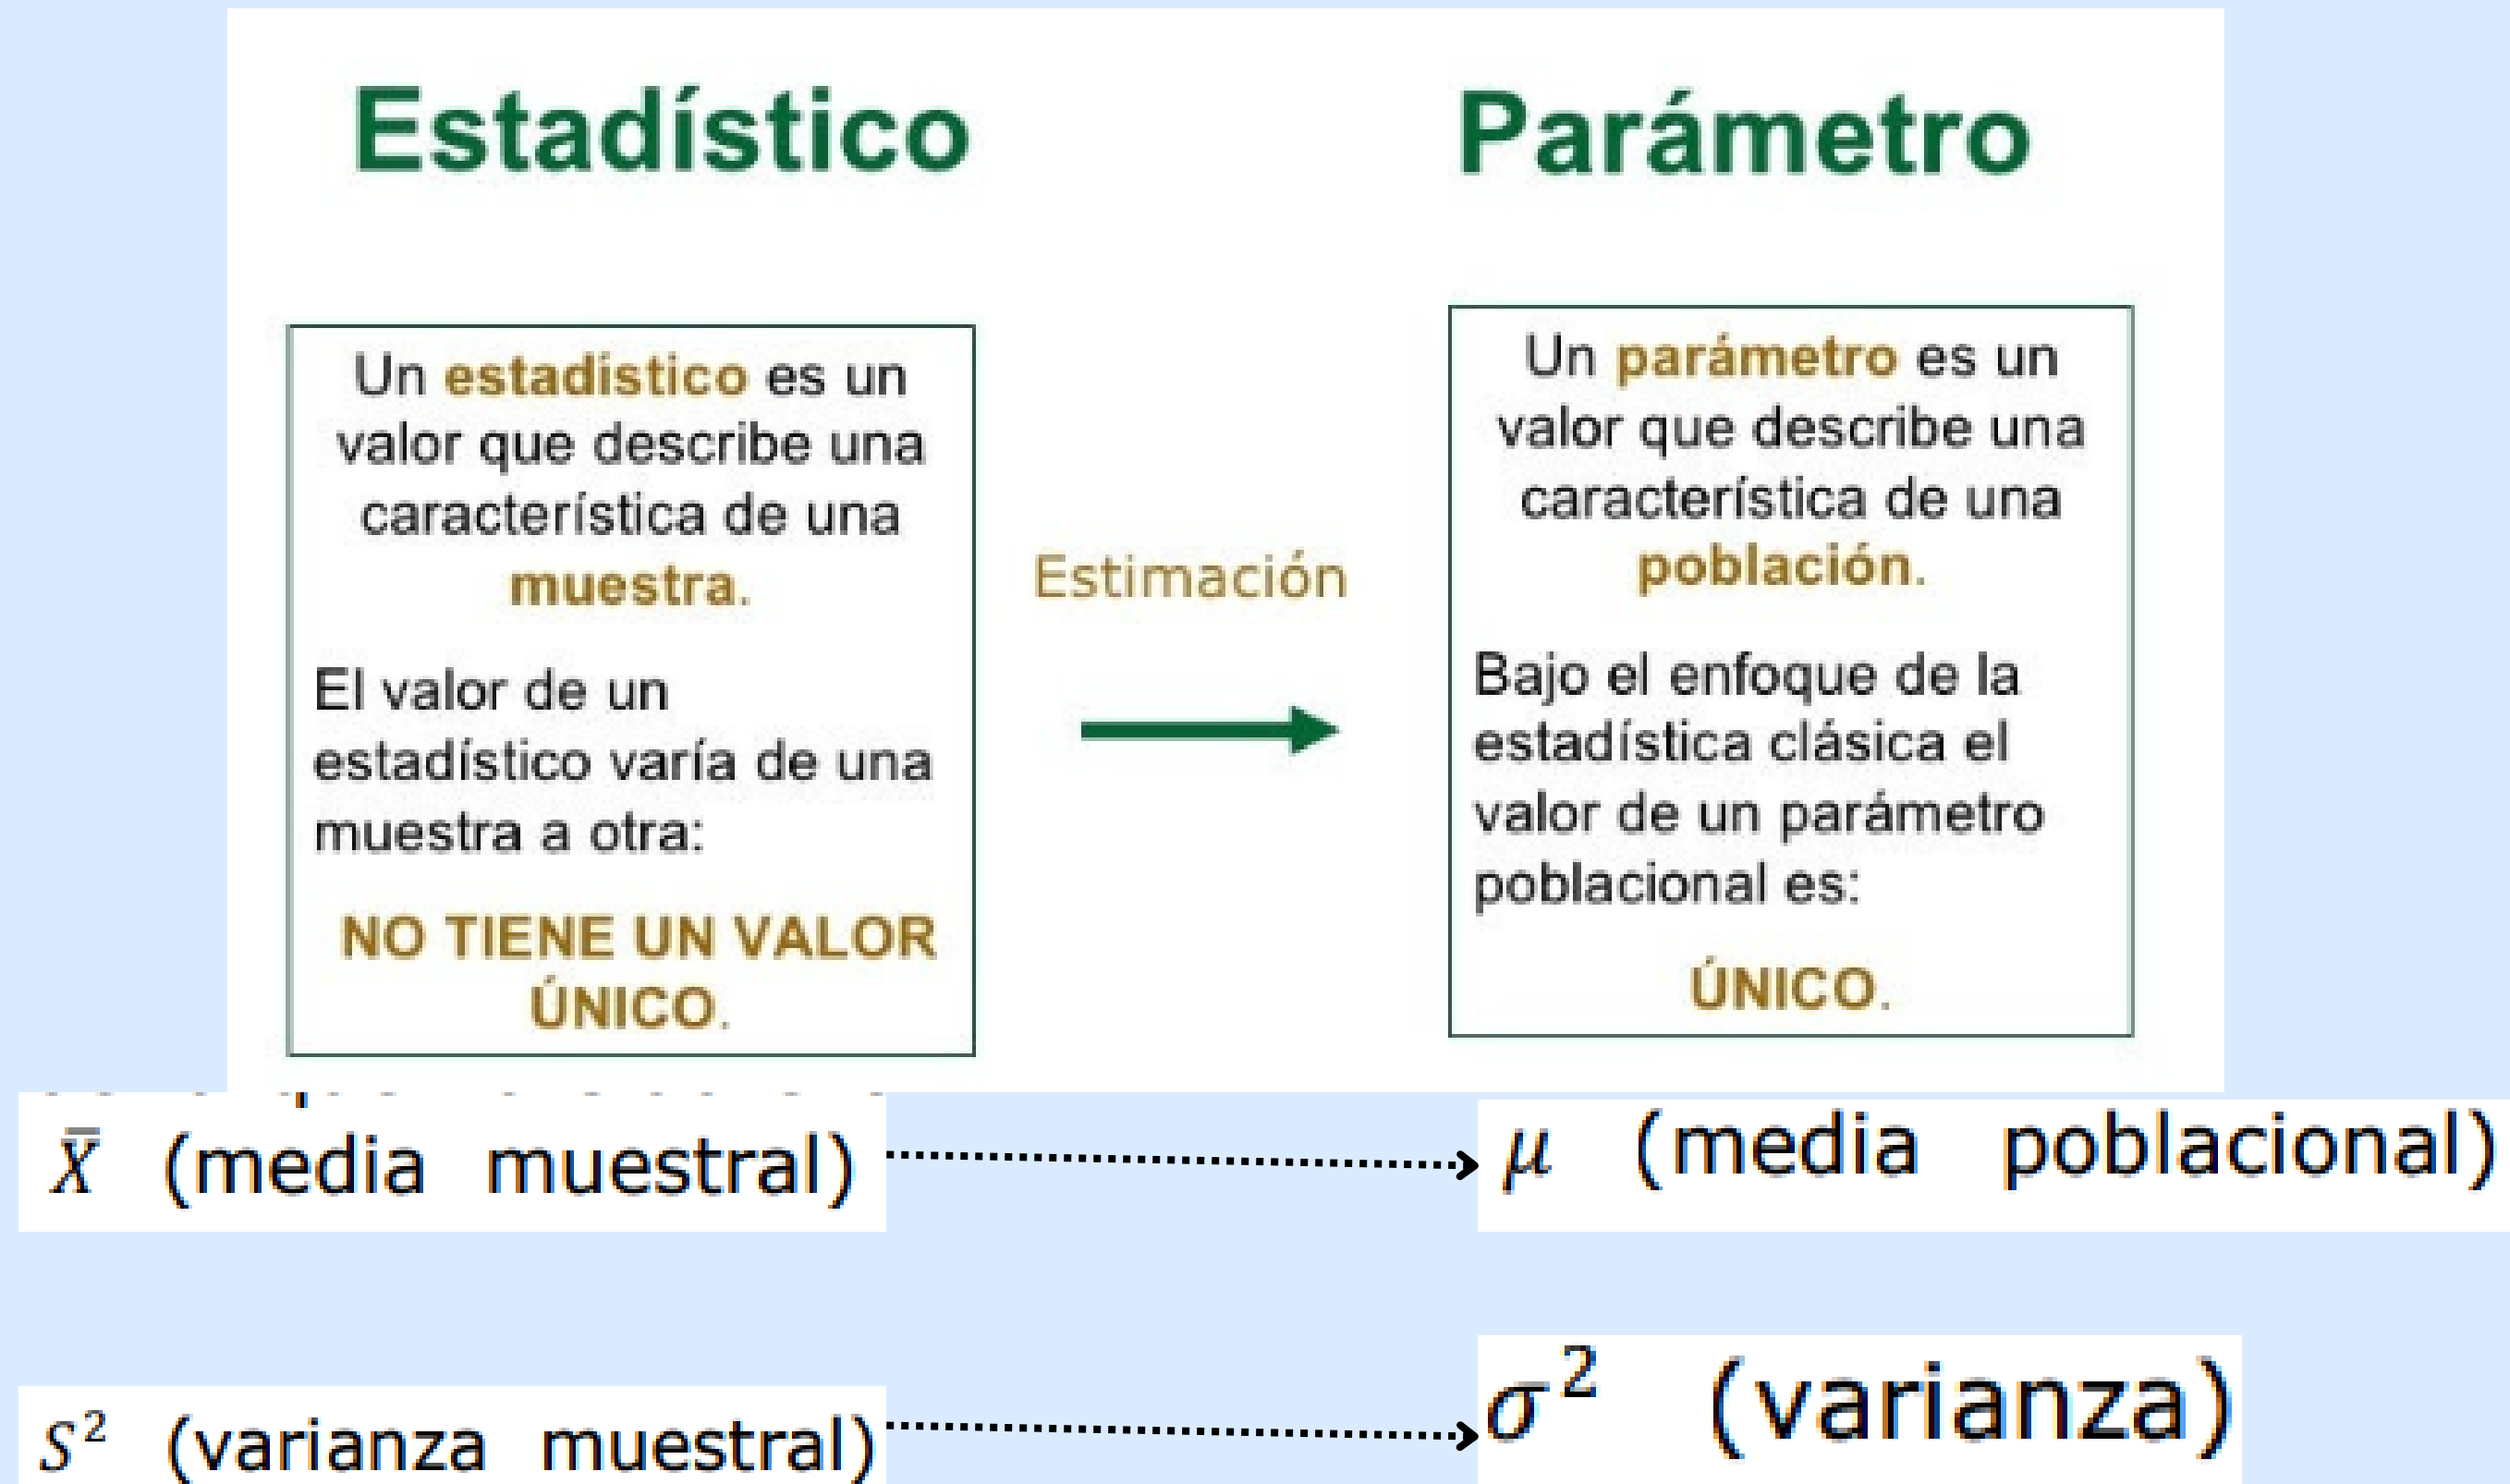 Estadístico
Un estadístico es un
valor que describe una
característica de una
muestra.
El valor de un
estadístico varía de una
muestra a otra:
NO TIENE UN VALOR
ÚNICO.
Estimación
Parámetro
Un parámetro es un
valor que describe una
característica de una
población.
Bajo el enfoque de la
estadística clásica el
valor de un parámetro
poblacional es:
ÚNICO.
X̄ (media muestral)
μ (media poblacional)
S² (varianza muestral)
σ² (varianza)